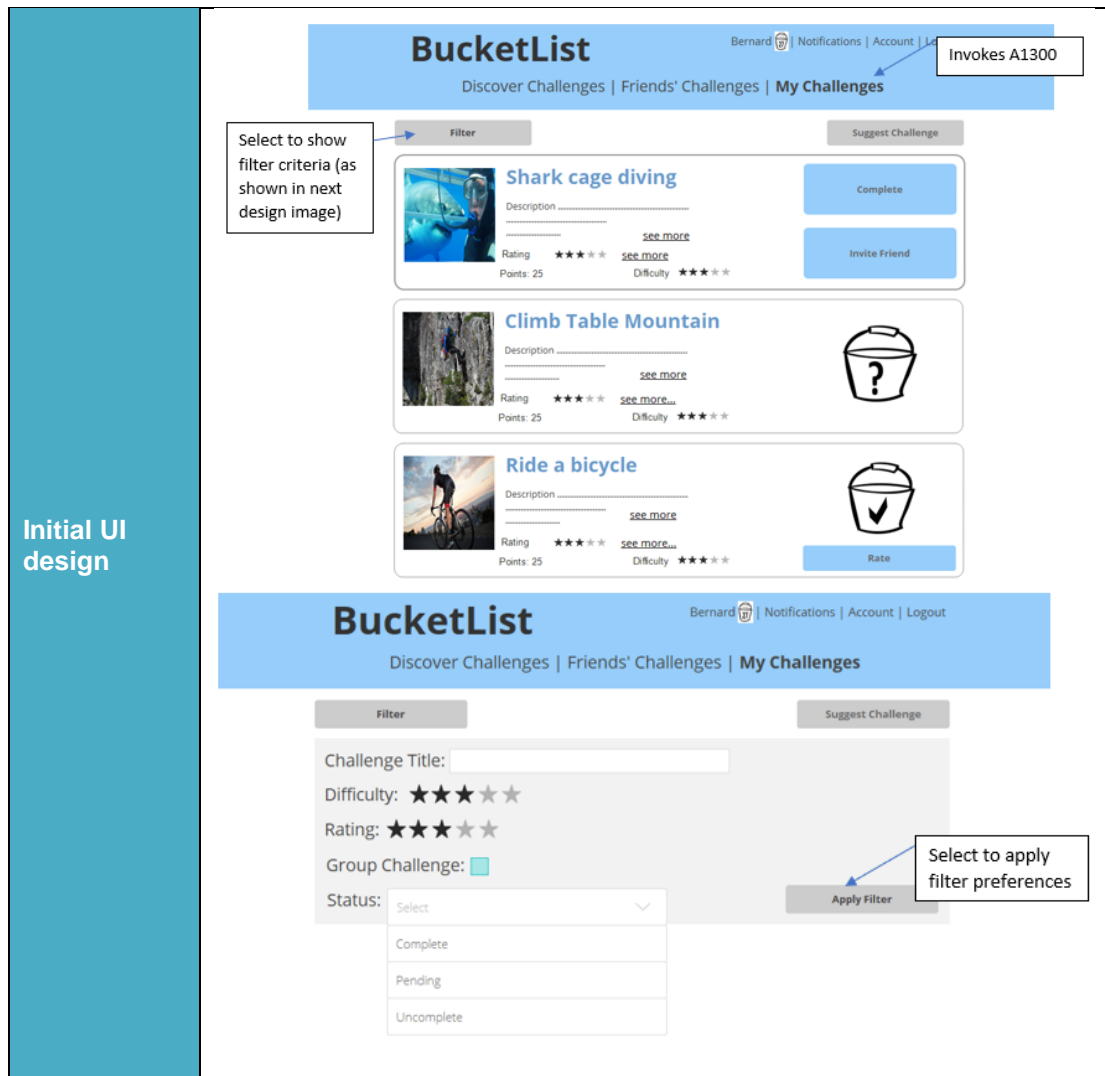 Initial UI
design
BucketList
Bernard | Notifications | Account | Lo
Invokes A1300
Discover Challenges | Friends' Challenges | My Challenges
Select to show
filter criteria (as
shown in next
design image)
Filter
Suggest Challenge
Shark cage diving
Description
see more
Rating ★★★★★ see more
Points: 25 Difficulty ★★★★★
Complete
Invite Friend
Climb Table Mountain
Description
see more
Rating ★★★★★ see more...
Points: 25 Difficulty ★★★★★
?
Ride a bicycle
Description
see more
Rating ★★★★★ see more...
Points: 25 Difficulty ★★★★★
Rate
BucketList
Bernard | Notifications | Account | Logout
Discover Challenges | Friends' Challenges | My Challenges
Filter
Suggest Challenge
Challenge Title:
Difficulty: ★★★★★
Rating: ★★★★★
Group Challenge:
Status: Select
Complete
Pending
Uncomplete
Apply Filter
Select to apply
filter preferences